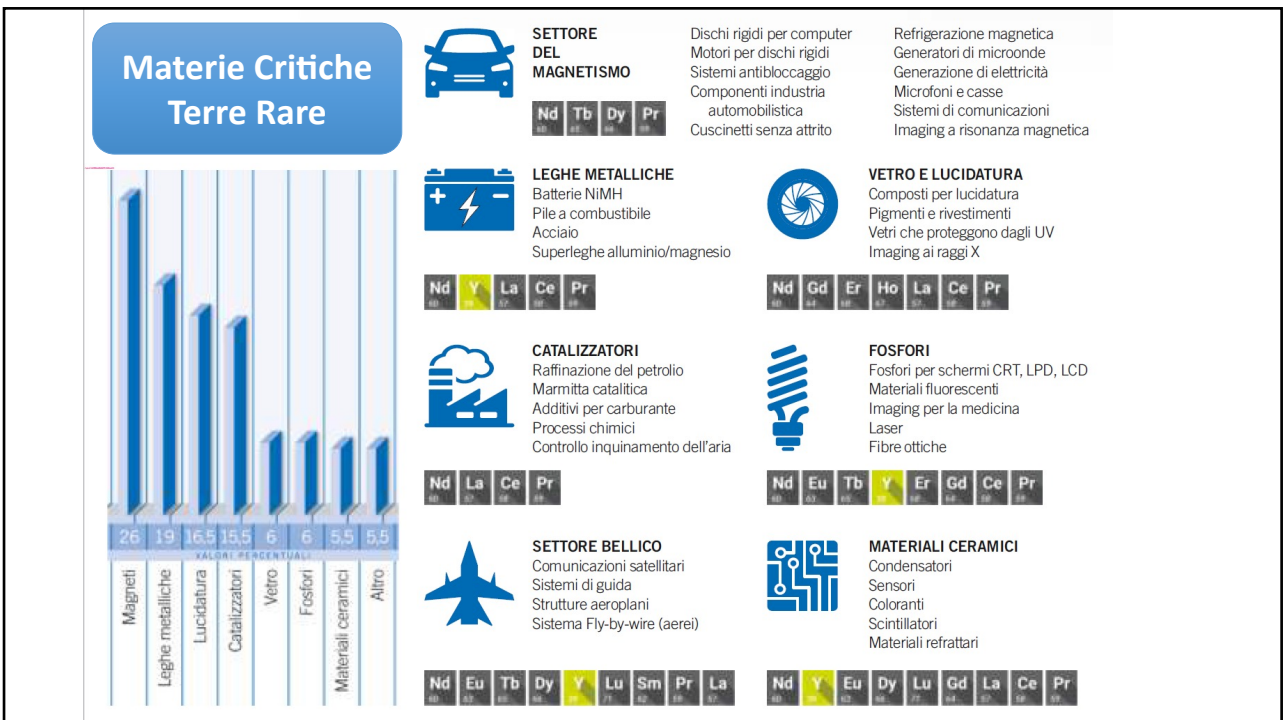 Materie Critiche
Terre Rare
26 19 16,5 15,5 6 6 5,5 5,5
VALORI PERCENTUALI
Magneti
Leghe metalliche
Lucidatura
Catalizzatori
Vetro
Fosfori
Materiali ceramici
Altro
SETTORE
DEL
MAGNETISMO
Nd Tb Dy Pr
Dischi rigidi per computer
Motori per dischi rigidi
Sistemi antibloccaggio
Componenti industria
automobilistica
Cuscinetti senza attrito
Refrigerazione magnetica
Generatori di microonde
Generazione di elettricità
Microfoni e casse
Sistemi di comunicazioni
Imaging a risonanza magnetica
LEGHE METALLICHE
Batterie NiMH
Pile a combustibile
Acciaio
Superleghe alluminio/magnesio
Nd Y La Ce Pr
VETRO E LUCIDATURA
Composti per lucidatura
Pigmenti e rivestimenti
Vetri che proteggono dagli UV
Imaging ai raggi X
Nd Gd Er Ho La Ce Pr
CATALIZZATORI
Raffinazione del petrolio
Marmitta catalitica
Additivi per carburante
Processi chimici
Controllo inquinamento dell'aria
Nd La Ce Pr
FOSFORI
Fosfori per schermi CRT, LPD, LCD
Materiali fluorescenti
Imaging per la medicina
Laser
Fibre ottiche
Nd Eu Tb Y Er Gd Ce Pr
SETTORE BELLICO
Comunicazioni satellitari
Sistemi di guida
Strutture aeroplani
Sistema Fly-by-wire (aerei)
Nd Eu Tb Dy Y Lu Sm Pr La
MATERIALI CERAMICI
Condensatori
Sensori
Coloranti
Scintillatori
Materiali refrattari
Nd Y Eu Dy Lu Gd La Ce Pr